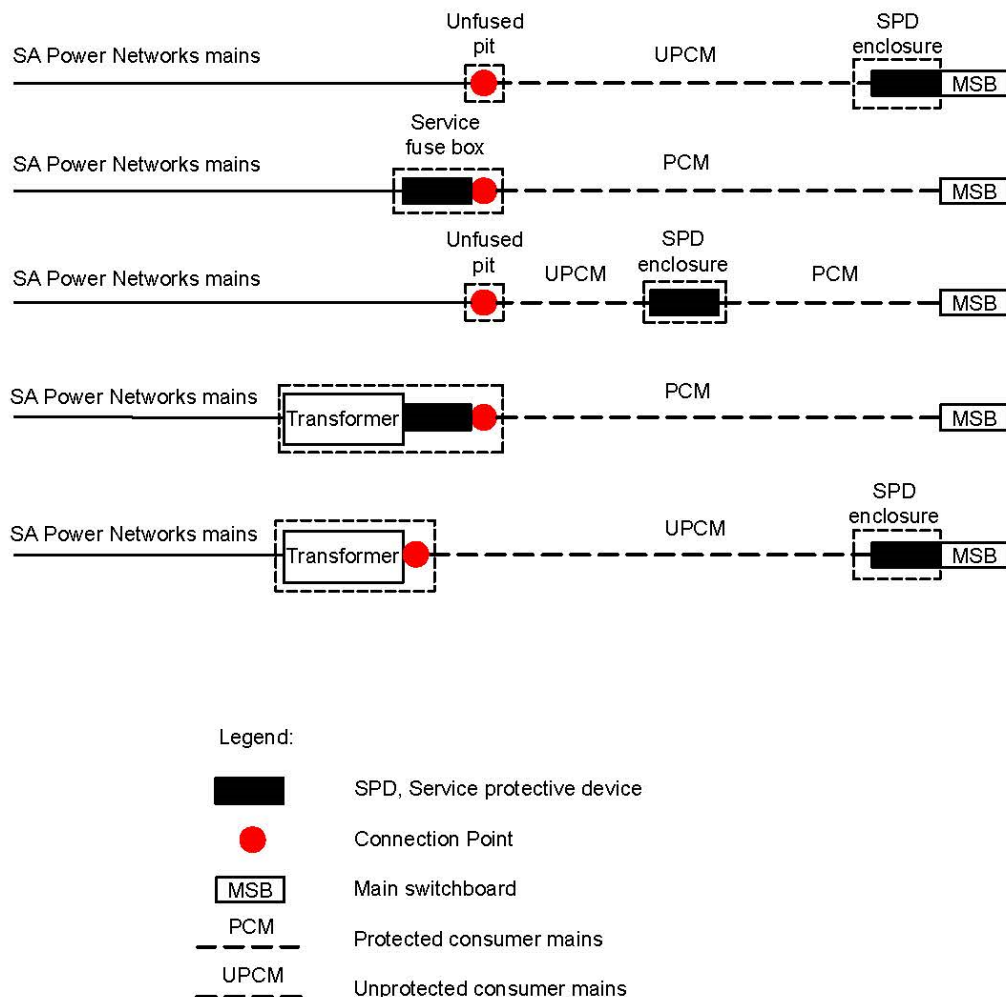 Unfused
pit
SPD
enclosure
SA Power Networks mains
UPCM
MSB
Service
fuse box
SA Power Networks mains
PCM
MSB
Unfused
pit
SPD
enclosure
SA Power Networks mains
UPCM
PCM
MSB
SA Power Networks mains
Transformer
PCM
MSB
SPD
enclosure
SA Power Networks mains
Transformer
UPCM
MSB
Legend:
SPD, Service protective device
Connection Point
MSB
Main switchboard
PCM
Protected consumer mains
UPCM
Unprotected consumer mains